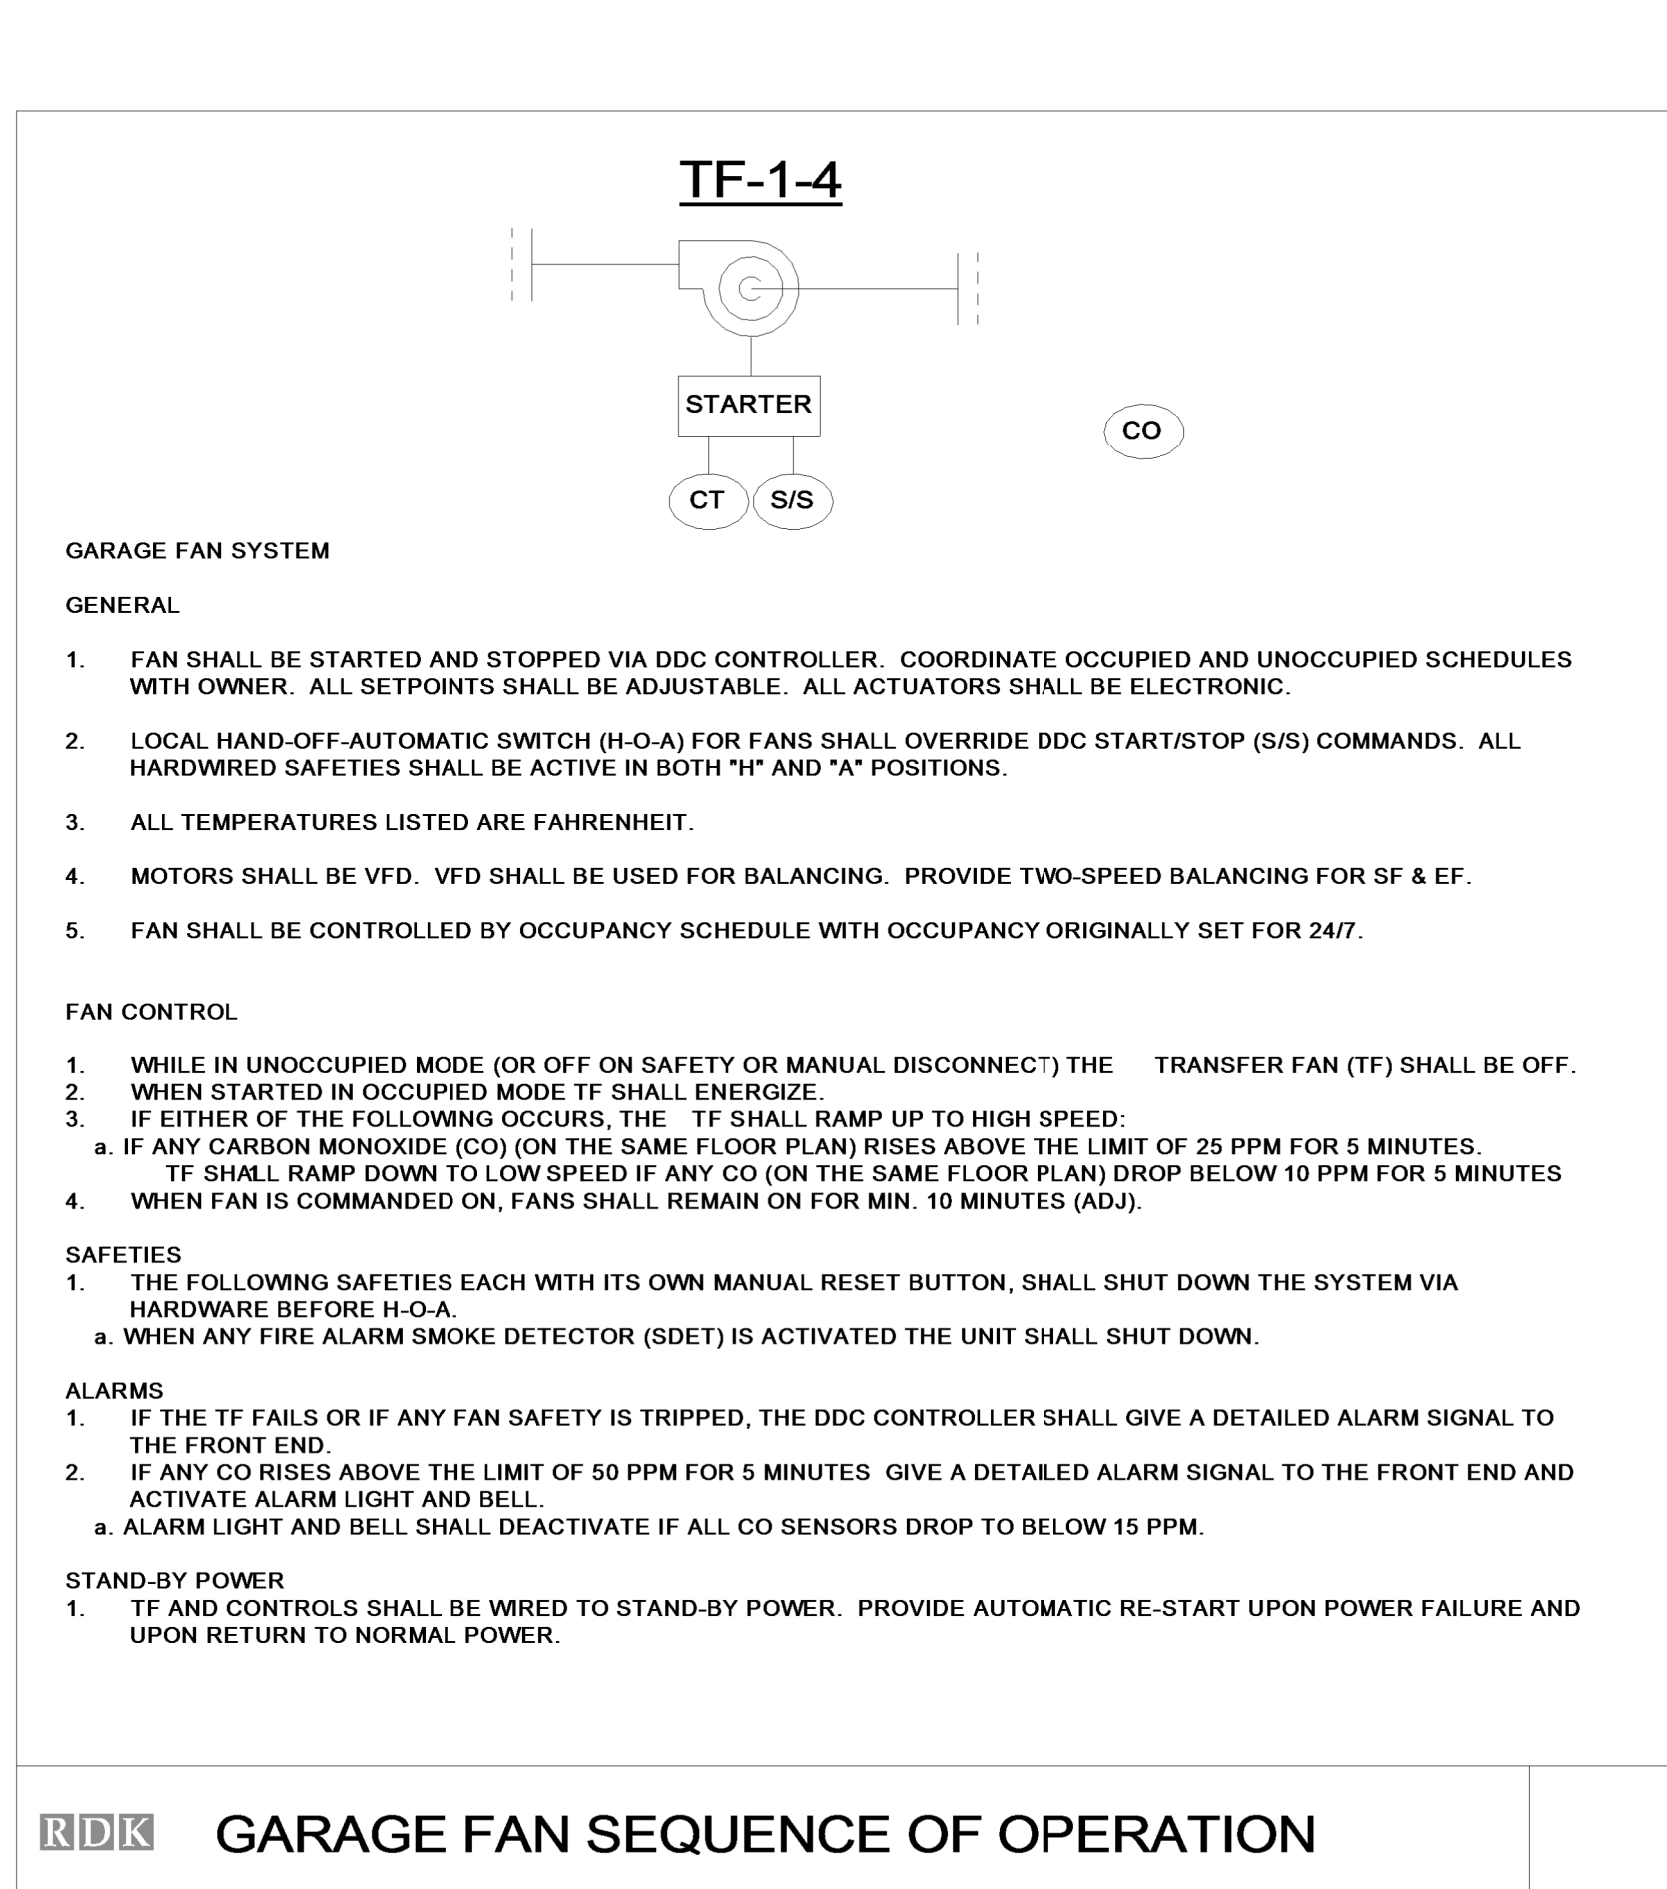 TF-1-4
STARTER
CO
CT S/S
GARAGE FAN SYSTEM
GENERAL
1. FAN SHALL BE STARTED AND STOPPED VIA DDC CONTROLLER. COORDINATE OCCUPIED AND UNOCCUPIED SCHEDULES
WITH OWNER. ALL SETPOINTS SHALL BE ADJUSTABLE. ALL ACTUATORS SHALL BE ELECTRONIC.
2. LOCAL HAND-OFF-AUTOMATIC SWITCH (H-O-A) FOR FANS SHALL OVERRIDE DDC START/STOP (S/S) COMMANDS. ALL
HARDWIRED SAFETIES SHALL BE ACTIVE IN BOTH "H" AND "A" POSITIONS.
3. ALL TEMPERATURES LISTED ARE FAHRENHEIT.
4. MOTORS SHALL BE VFD. VFD SHALL BE USED FOR BALANCING. PROVIDE TWO-SPEED BALANCING FOR SF & EF.
5. FAN SHALL BE CONTROLLED BY OCCUPANCY SCHEDULE WITH OCCUPANCY ORIGINALLY SET FOR 24/7.
FAN CONTROL
1. WHILE IN UNOCCUPIED MODE (OR OFF ON SAFETY OR MANUAL DISCONNECT) THE TRANSFER FAN (TF) SHALL BE OFF.
2. WHEN STARTED IN OCCUPIED MODE TF SHALL ENERGIZE.
3. IF EITHER OF THE FOLLOWING OCCURS, THE TF SHALL RAMP UP TO HIGH SPEED:
a. IF ANY CARBON MONOXIDE (CO) (ON THE SAME FLOOR PLAN) RISES ABOVE THE LIMIT OF 25 PPM FOR 5 MINUTES.
TF SHALL RAMP DOWN TO LOW SPEED IF ANY CO (ON THE SAME FLOOR PLAN) DROP BELOW 10 PPM FOR 5 MINUTES
4. WHEN FAN IS COMMANDED ON, FANS SHALL REMAIN ON FOR MIN. 10 MINUTES (ADJ).
SAFETIES
1. THE FOLLOWING SAFETIES EACH WITH ITS OWN MANUAL RESET BUTTON, SHALL SHUT DOWN THE SYSTEM VIA
HARDWARE BEFORE H-O-A.
a. WHEN ANY FIRE ALARM SMOKE DETECTOR (SDET) IS ACTIVATED THE UNIT SHALL SHUT DOWN.
ALARMS
1. IF THE TF FAILS OR IF ANY FAN SAFETY IS TRIPPED, THE DDC CONTROLLER SHALL GIVE A DETAILED ALARM SIGNAL TO
THE FRONT END.
2. IF ANY CO RISES ABOVE THE LIMIT OF 50 PPM FOR 5 MINUTES GIVE A DETAILED ALARM SIGNAL TO THE FRONT END AND
ACTIVATE ALARM LIGHT AND BELL.
a. ALARM LIGHT AND BELL SHALL DEACTIVATE IF ALL CO SENSORS DROP TO BELOW 15 PPM.
STAND-BY POWER
1. TF AND CONTROLS SHALL BE WIRED TO STAND-BY POWER. PROVIDE AUTOMATIC RE-START UPON POWER FAILURE AND
UPON RETURN TO NORMAL POWER.
RDK GARAGE FAN SEQUENCE OF OPERATION